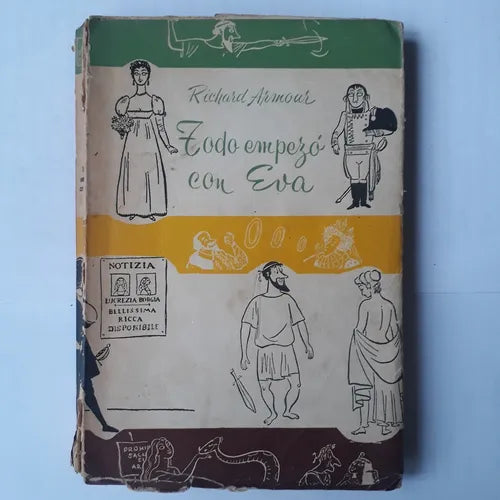 Richard Armour
Todo empezó
con Eva
NOTIZIA
LUCREZIA BORGIA
BELLISSIMA
RICCA
DISPONIBILE